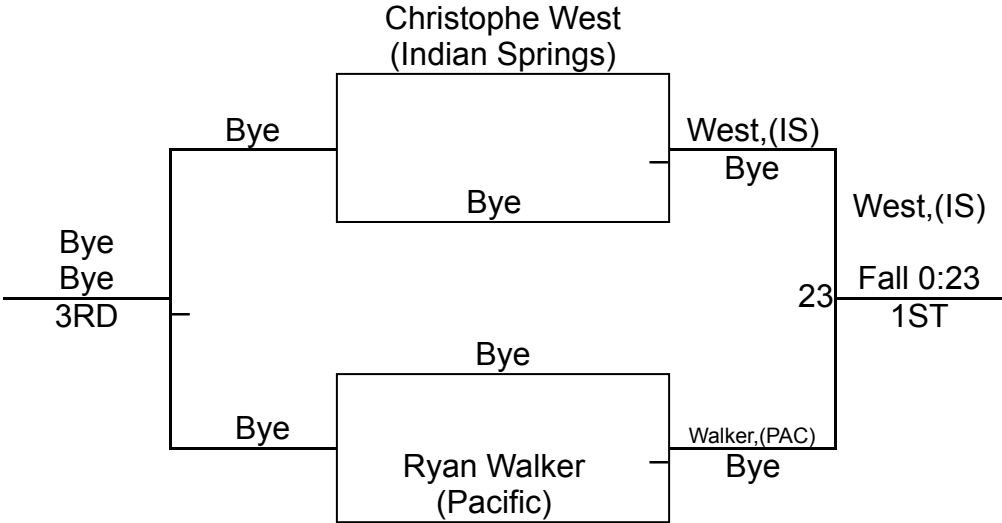 Christophe West
(Indian Springs)
Bye
West,(IS)
Bye
Bye
West,(IS)
Bye
Bye
3RD
23
Fall 0:23
1ST
Bye
Bye
Walker,(PAC)
Bye
Ryan Walker
(Pacific)